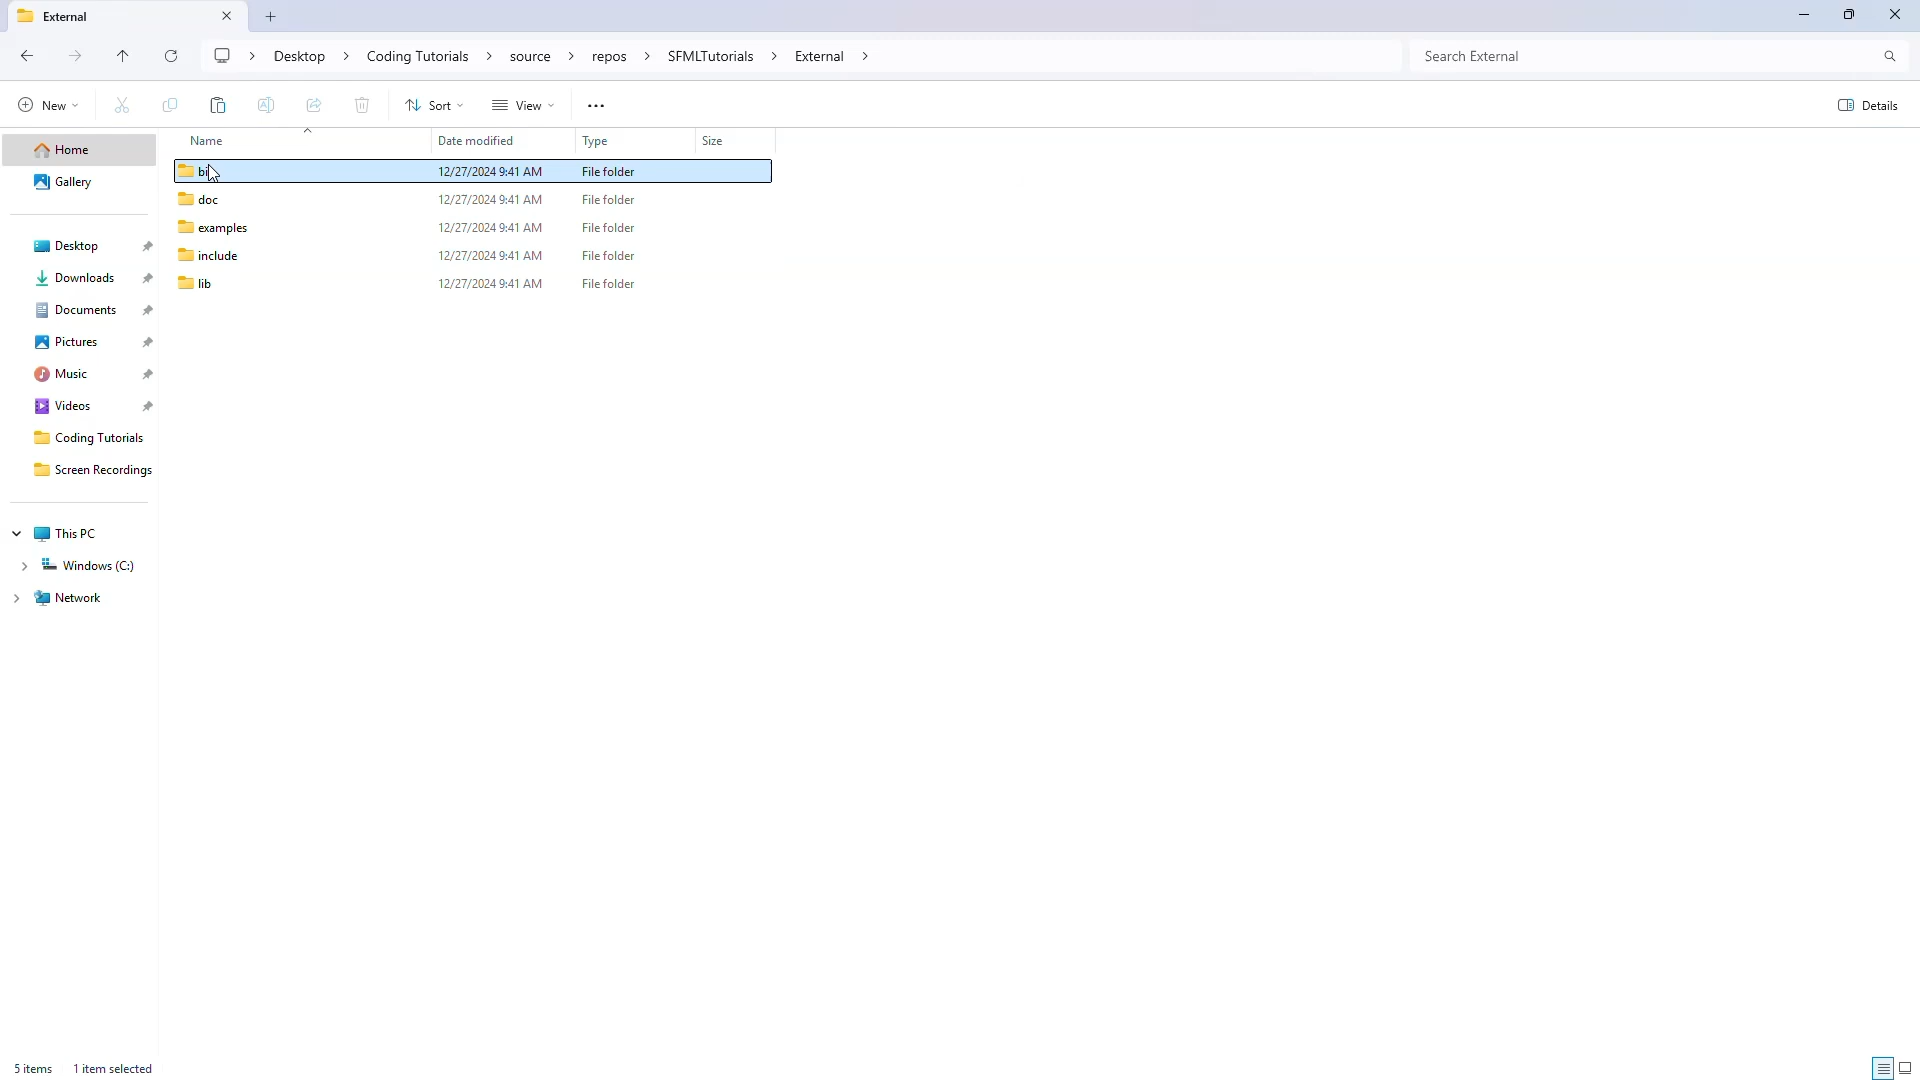 External
Desktop > Coding Tutorials > source > repos > SFMLTutorials > External >
Search External
New
Sort
View
Details
Home
Gallery
Desktop
Downloads
Documents
Pictures
Music
Videos
Coding Tutorials
Screen Recordings
This PC
Windows (C:)
Network
Name Date modified Type Size
12/27/2024 9:41 AM File folder
doc 12/27/2024 9:41 AM File folder
examples 12/27/2024 9:41 AM File folder
include 12/27/2024 9:41 AM File folder
lib 12/27/2024 9:41 AM File folder
5 items 1 item selected